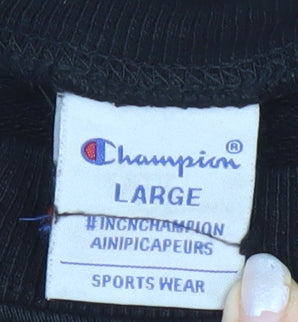 Champion®
LARGE
#INCNCHAMPION
AINIPICAPEURS
SPORTS WEAR